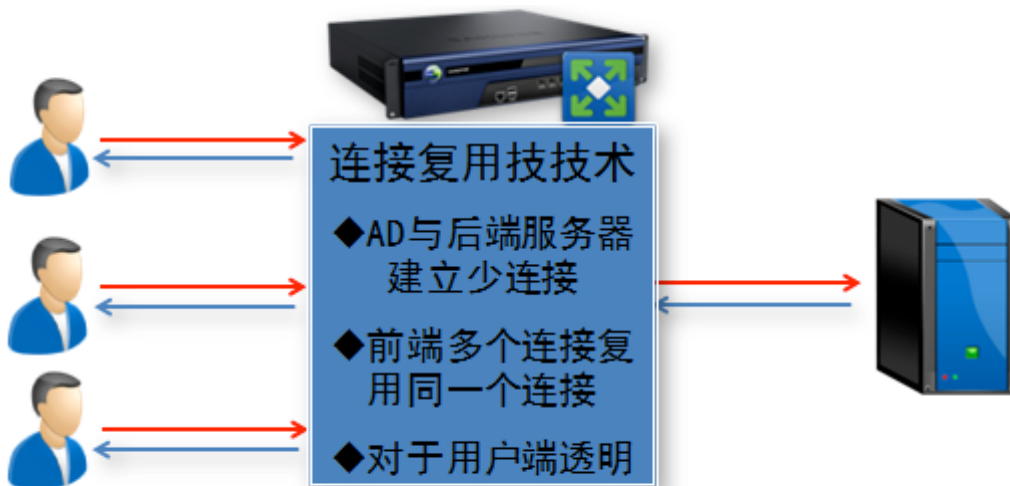 连接复用技技术
◆AD与后端服务器
建立少连接
◆前端多个连接复
用同一个连接
◆对于用户端透明